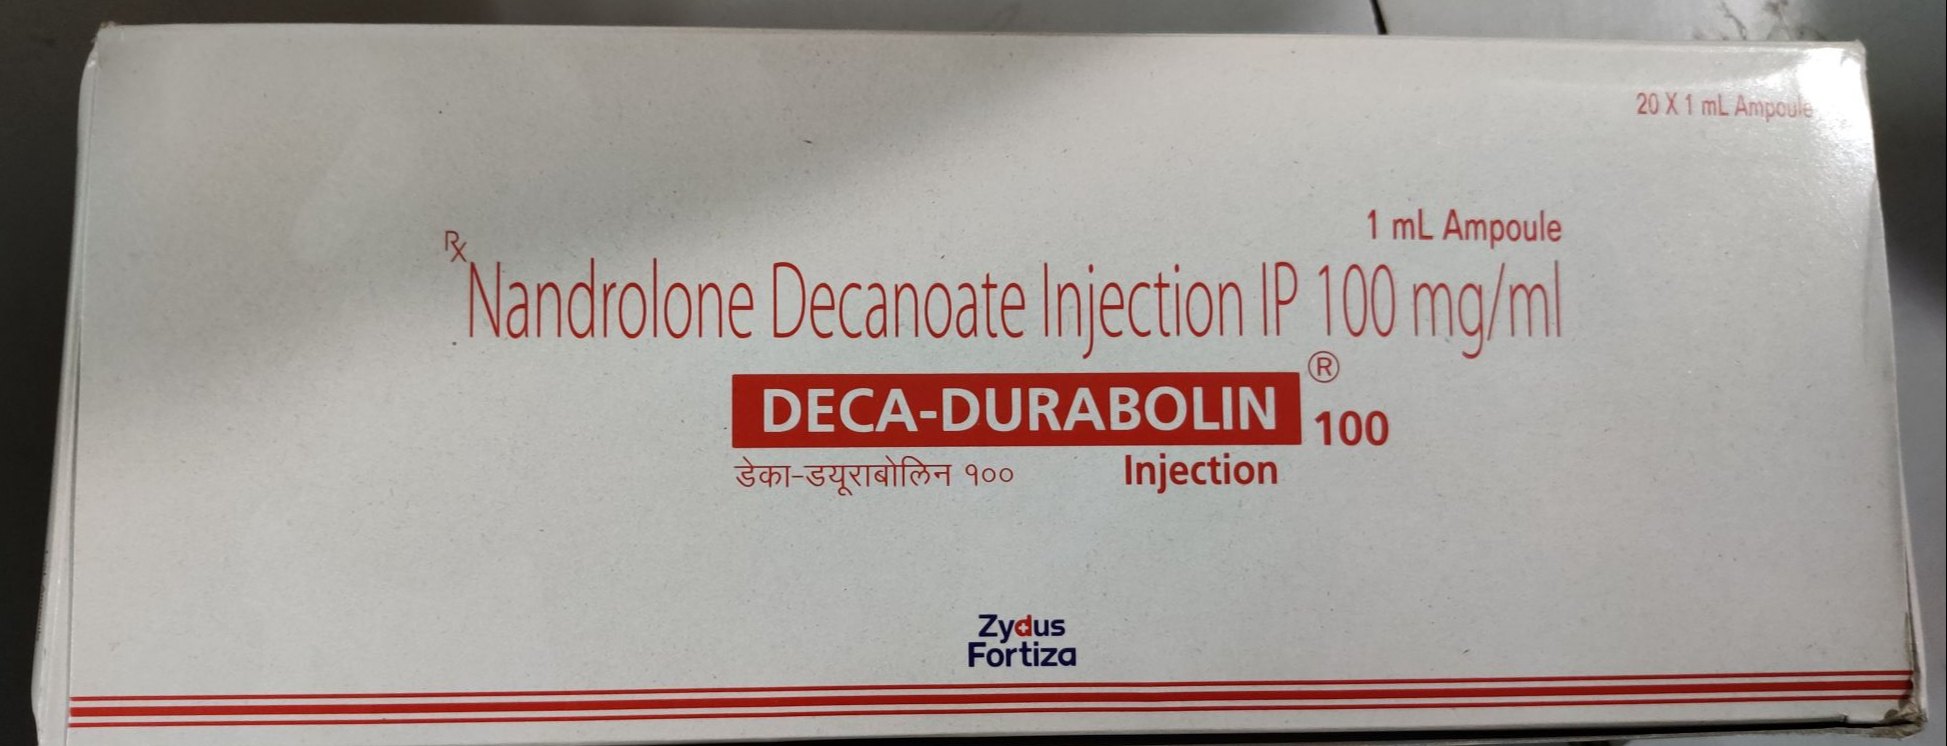 20 X 1 mL Ampoule
1 mL Ampoule
Rx
Nandrolone Decanoate Injection IP 100 mg/ml
DECA-DURABOLIN ® 100
डेका-डयूराबोलिन १०० Injection
Zydus
Fortiza